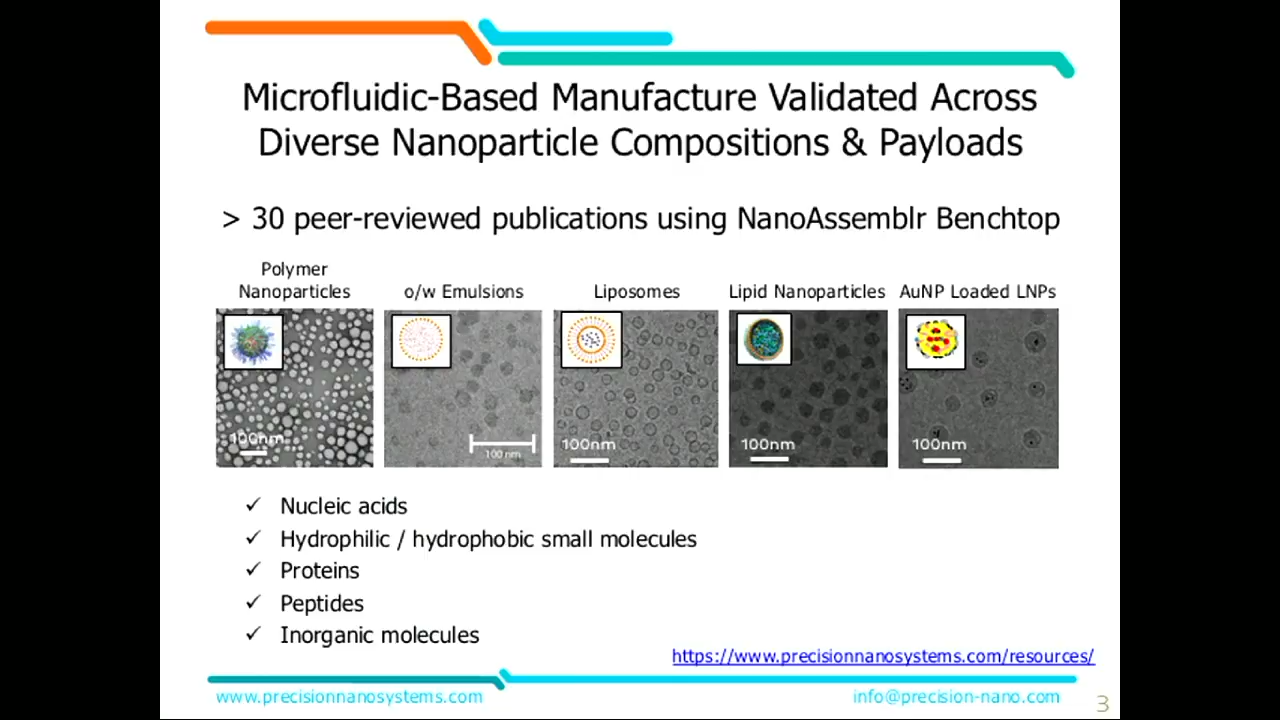 Microfluidic-Based Manufacture Validated Across
Diverse Nanoparticle Compositions & Payloads
> 30 peer-reviewed publications using NanoAssemblr Benchtop
Polymer
Nanoparticles
o/w Emulsions
Liposomes
Lipid Nanoparticles
AuNP Loaded LNPs
100nm
100 nm
100nm
100nm
100nm
✓ Nucleic acids
✓ Hydrophilic / hydrophobic small molecules
✓ Proteins
✓ Peptides
✓ Inorganic molecules
https://www.precisionnanosystems.com/resources/
www.precisionnanosystems.com
info@precision-nano.com
3